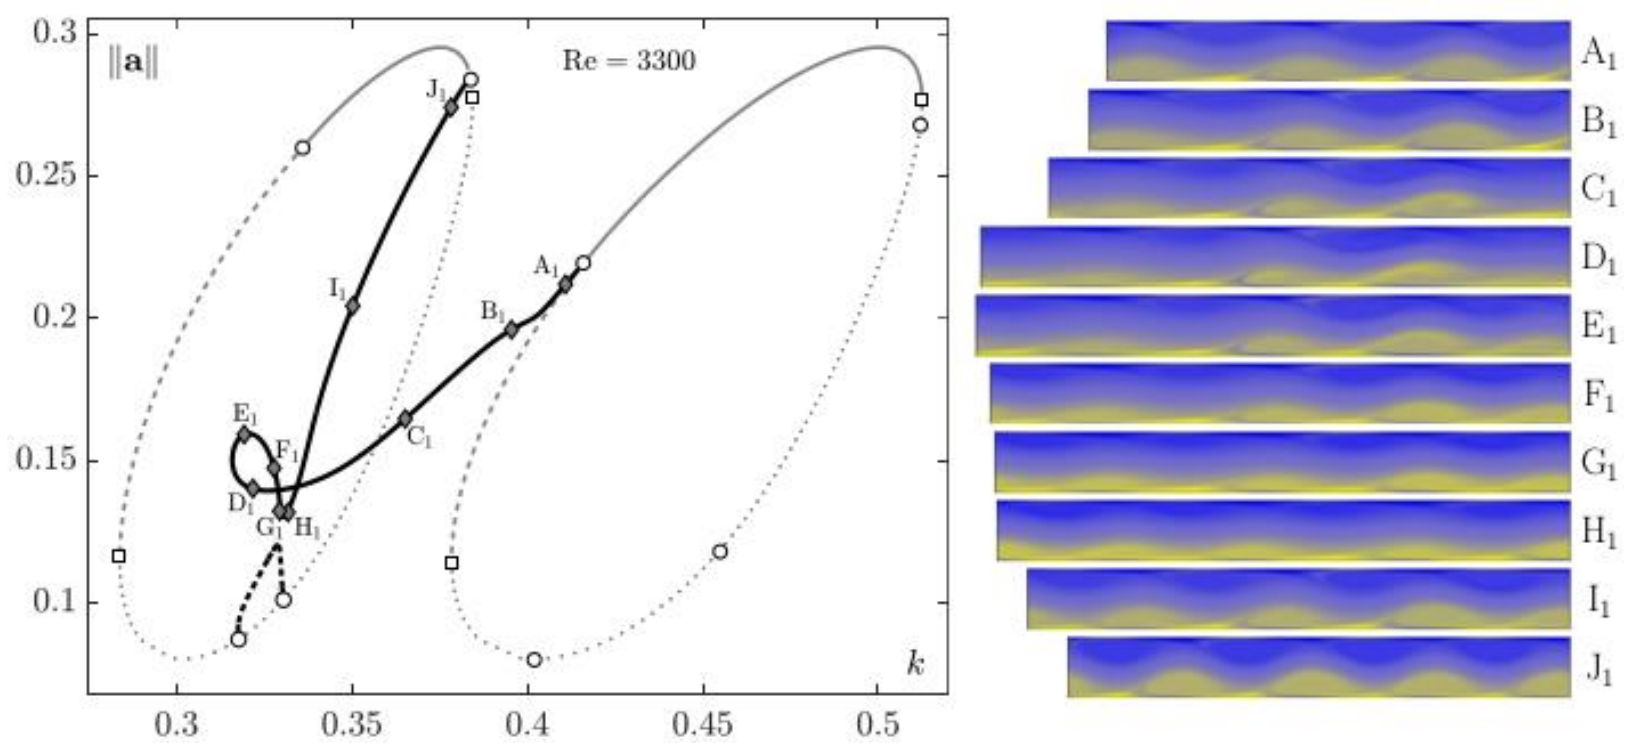 0.3
‖a‖
Re = 3300
J₁
0.25
A₁
I₁
B₁
0.2
E₁
F₁
C₁
0.15
D₁
G₁
H₁
0.1
k
0.3 0.35 0.4 0.45 0.5
A₁
B₁
C₁
D₁
E₁
F₁
G₁
H₁
I₁
J₁